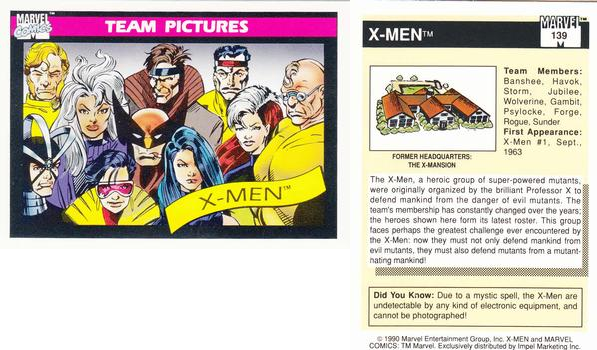 MARVEL
COMICS
M
TEAM PICTURES
X-MEN™
X-MEN™
MARVEL™
139
M
Team Members:
Banshee, Havok,
Storm, Jubilee,
Wolverine, Gambit,
Psylocke, Forge,
Rogue, Sunder
First Appearance:
X-Men #1, Sept.,
1963
FORMER HEADQUARTERS:
THE X-MANSION
The X-Men, a heroic group of super-powered mutants,
were originally organized by the brilliant Professor X to
defend mankind from the danger of evil mutants. The
team's membership has constantly changed over the years;
the heroes shown here form its latest roster. This group
faces perhaps the greatest challenge ever encountered by
the X-Men: now they must not only defend mankind from
evil mutants, they must also defend mutants from a mutant-
nating mankind!
Did You Know: Due to a mystic spell, the X-Men are
undetectable by any kind of electronic equipment, and
cannot be photographed!
© 1990 Marvel Entertainment Group, Inc. X-MEN and MARVEL
COMICS: TM Marvel. Exclusively distributed by Impel Marketing Inc.